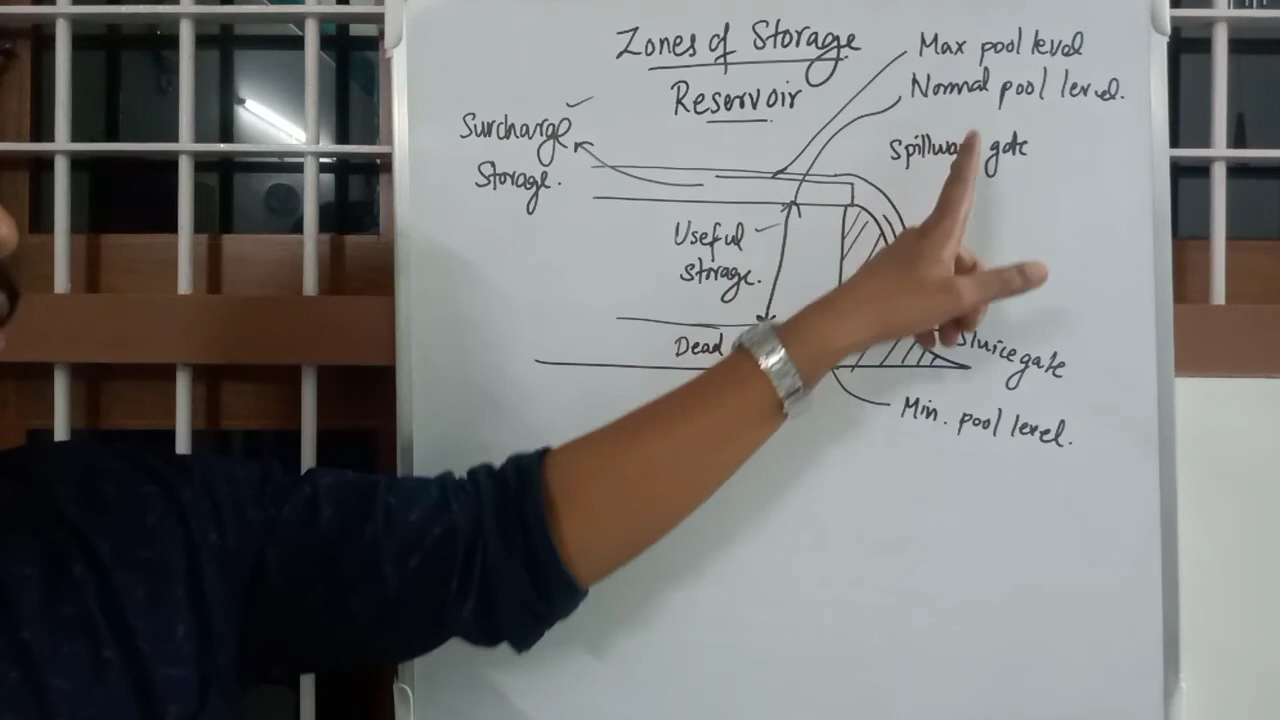 Zones of Storage
Reservoir
Max pool level
Normal pool level.
Surcharge
Storage.
gate
Useful
Storage.
Dead
Sluice gate
Min. pool level.